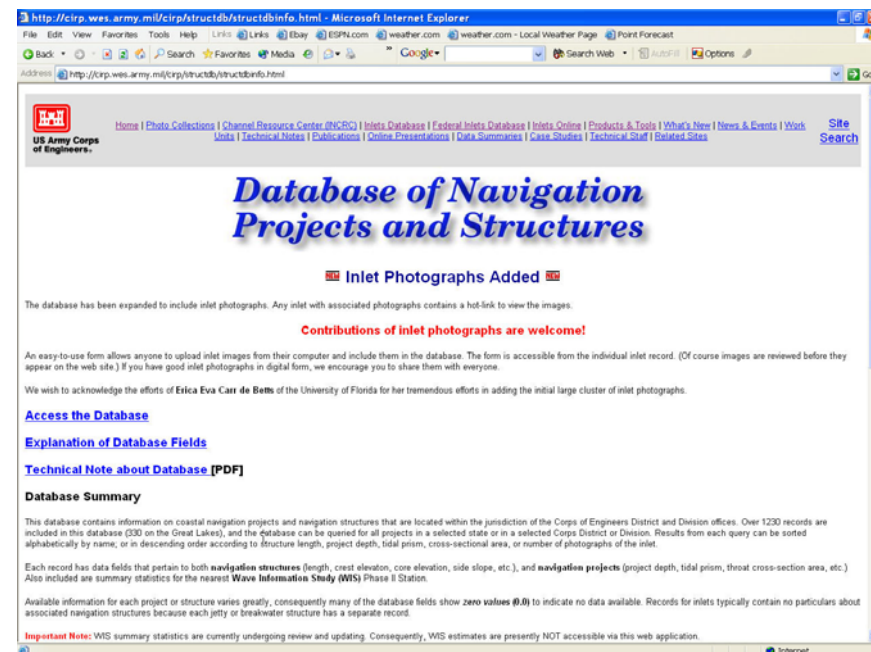 http://cirp.wes.army.mil/cirp/structdb/structdbinfo.html - Microsoft Internet Explorer
File Edit View Favorites Tools Help Links Links Ebay ESPN.com weather.com weather.com - Local Weather Page Point Forecast
Back Search Favorites Media Google Search Web AutoFill Options
Address http://cirp.wes.army.mil/cirp/structdb/structdbinfo.html Go
US Army Corps
of Engineers.
Home | Photo Collections | Channel Resource Center (INCRC) | Inlets Database | Federal Inlets Database | Inlets Online | Products & Tools | What's New | News & Events | Work
Units | Technical Notes | Publications | Online Presentations | Data Summaries | Case Studies | Technical Staff | Related Sites
Site
Search
Database of Navigation
Projects and Structures
NEW Inlet Photographs Added NEW
The database has been expanded to include inlet photographs. Any inlet with associated photographs contains a hot-link to view the images.
Contributions of inlet photographs are welcome!
An easy-to-use form allows anyone to upload inlet images from their computer and include them in the database. The form is accessible from the individual inlet record. (Of course images are reviewed before they
appear on the web site.) If you have good inlet photographs in digital form, we encourage you to share them with everyone.
We wish to acknowledge the efforts of Erica Eva Carr de Betts of the University of Florida for her tremendous efforts in adding the initial large cluster of inlet photographs.
Access the Database
Explanation of Database Fields
Technical Note about Database [PDF]
Database Summary
This database contains information on coastal navigation projects and navigation structures that are located within the jurisdiction of the Corps of Engineers District and Division offices. Over 1230 records are
included in this database (330 on the Great Lakes), and the database can be queried for all projects in a selected state or in a selected Corps District or Division. Results from each query can be sorted
alphabetically by name; or in descending order according to structure length, project depth, tidal prism, cross-sectional area, or number of photographs of the inlet.
Each record has data fields that pertain to both navigation structures (length, crest elevaton, core elevation, side slope, etc.), and navigation projects (project depth, tidal prism, throat cross-section area, etc.)
Also included are summary statistics for the nearest Wave Information Study (WIS) Phase II Station.
Available information for each project or structure varies greatly, consequently many of the database fields show zero values (0.0) to indicate no data available. Records for inlets typically contain no particulars about
associated navigation structures because each jetty or breakwater structure has a separate record.
Important Note: WIS summary statistics are currently undergoing review and updating. Consequently, WIS estimates are presently NOT accessible via this web application.
Internet